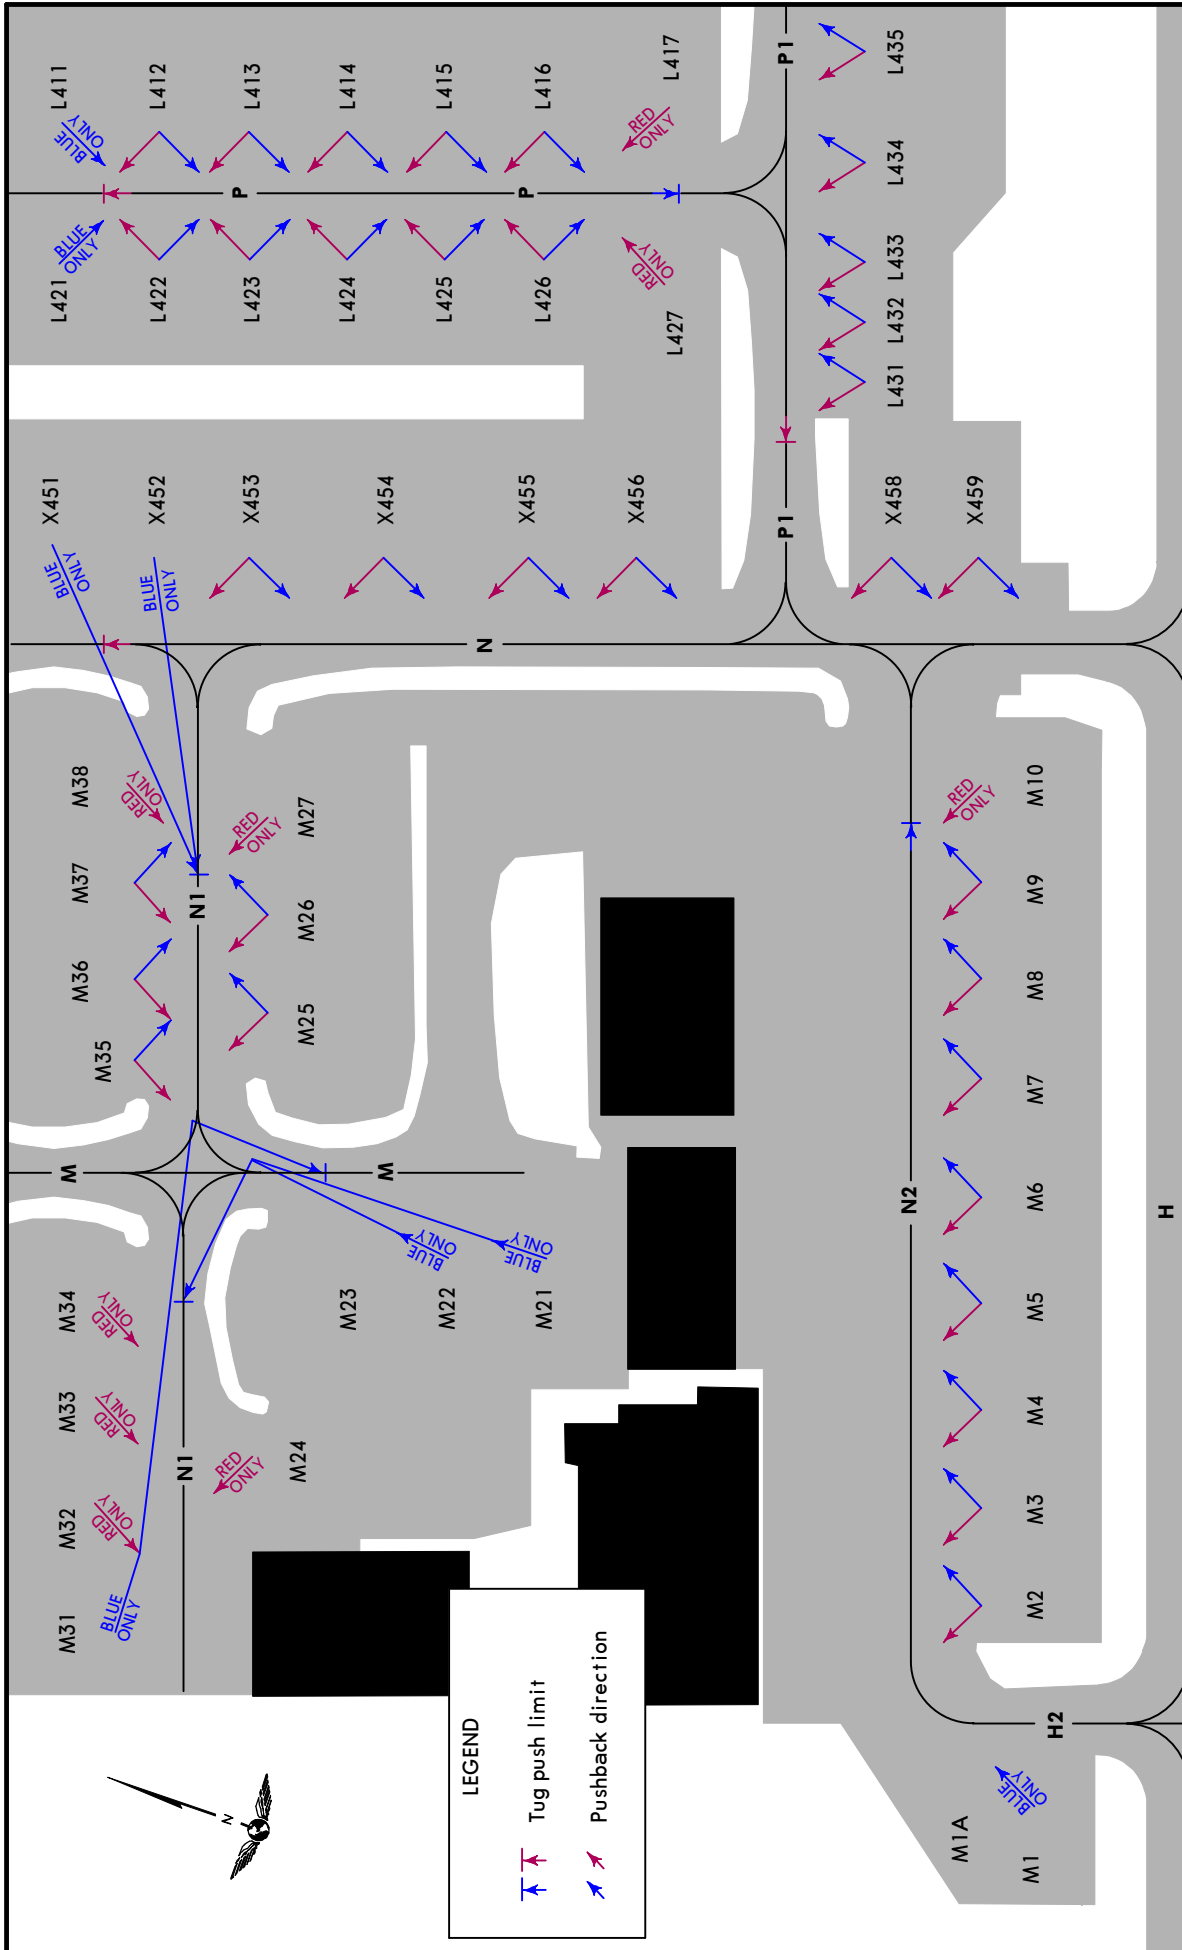 L411
L412
L413
L414
L415
L416
L417
BLUE
ONLY
RED
ONLY
P
P
BLUE
ONLY
RED
ONLY
L421
L422
L423
L424
L425
L426
L427
P1
P1
L435
L434
L433
L432
L431
X451
X452
X453
X454
X455
X456
X458
X459
BLUE
ONLY
BLUE
ONLY
N
M38
M37
M36
M35
RED
ONLY
N1
RED
ONLY
M27
M26
M25
M
M
M34
M33
M32
M31
RED
ONLY
RED
ONLY
RED
ONLY
BLUE
ONLY
N1
RED
ONLY
M24
M23
M22
M21
BLUE
ONLY
BLUE
ONLY
N2
RED
ONLY
M10
M9
M8
M7
M6
M5
M4
M3
M2
H
H2
BLUE
ONLY
M1A
M1
N
LEGEND
Tug push limit
Pushback direction